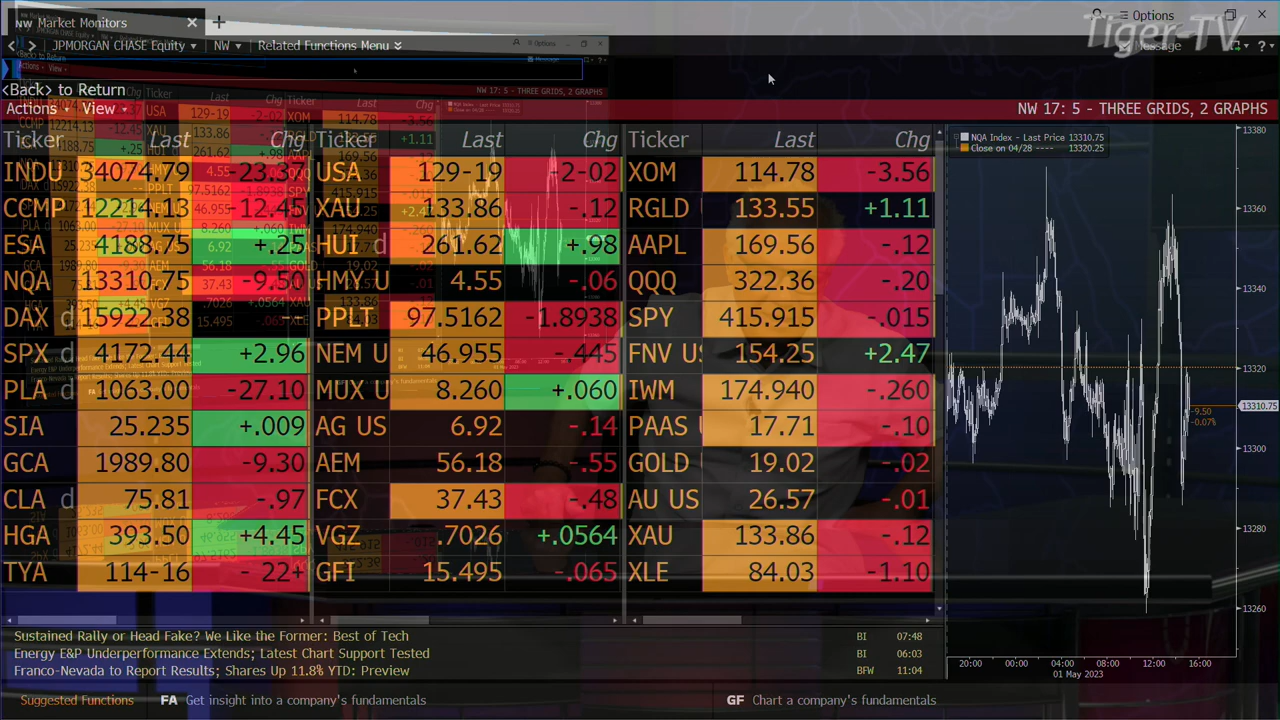 NW Market Monitors × +
Options
Tiger-TV
JPMORGAN CHASE Equity NW Related Functions Menu
Message
<Back> to Return
Actions View NW 17: 5 - THREE GRIDS, 2 GRAPHS
Ticker Last Chg Ticker Last Chg Ticker Last Chg
INDU 34074.79 -23.37 USA 129-19 -2-02 XOM 114.78 -3.56
CCMP 12214.13 -12.45 XAU 133.86 -.12 RGLD 133.55 +1.11
ESA 4188.75 +.25 HUI d 261.62 +.98 AAPL 169.56 -.12
NQA 13310.75 -9.50 HMY U 4.55 -.06 QQQ 322.36 -.20
DAX d 15922.38 -- PPLT 97.5162 -1.8938 SPY 415.915 -.015
SPX d 4172.44 +2.96 NEM U 46.955 -.445 FNV US 154.25 +2.47
PLA d 1063.00 -27.10 MUX U 8.260 +.060 IWM 174.940 -.260
SIA 25.235 +.009 AG US 6.92 -.14 PAAS 17.71 -.10
GCA 1989.80 -9.30 AEM 56.18 -.55 GOLD 19.02 -.02
CLA d 75.81 -.97 FCX 37.43 -.48 AU US 26.57 -.01
HGA 393.50 +4.45 VGZ .7026 +.0564 XAU 133.86 -.12
TYA 114-16 - 22+ GFI 15.495 -.065 XLE 84.03 -1.10
NQA Index - Last Price 13310.75
Close on 04/28 ---- 13320.25
13380
13360
13340
13320
13310.75
-9.50
-0.07%
13300
13280
13260
20:00 00:00 04:00 08:00 12:00 16:00
01 May 2023
Sustained Rally or Head Fake? We Like the Former: Best of Tech BI 07:48
Energy E&P Underperformance Extends; Latest Chart Support Tested BI 06:03
Franco-Nevada to Report Results; Shares Up 11.8% YTD: Preview BFW 11:04
Suggested Functions FA Get insight into a company's fundamentals GF Chart a company's fundamentals